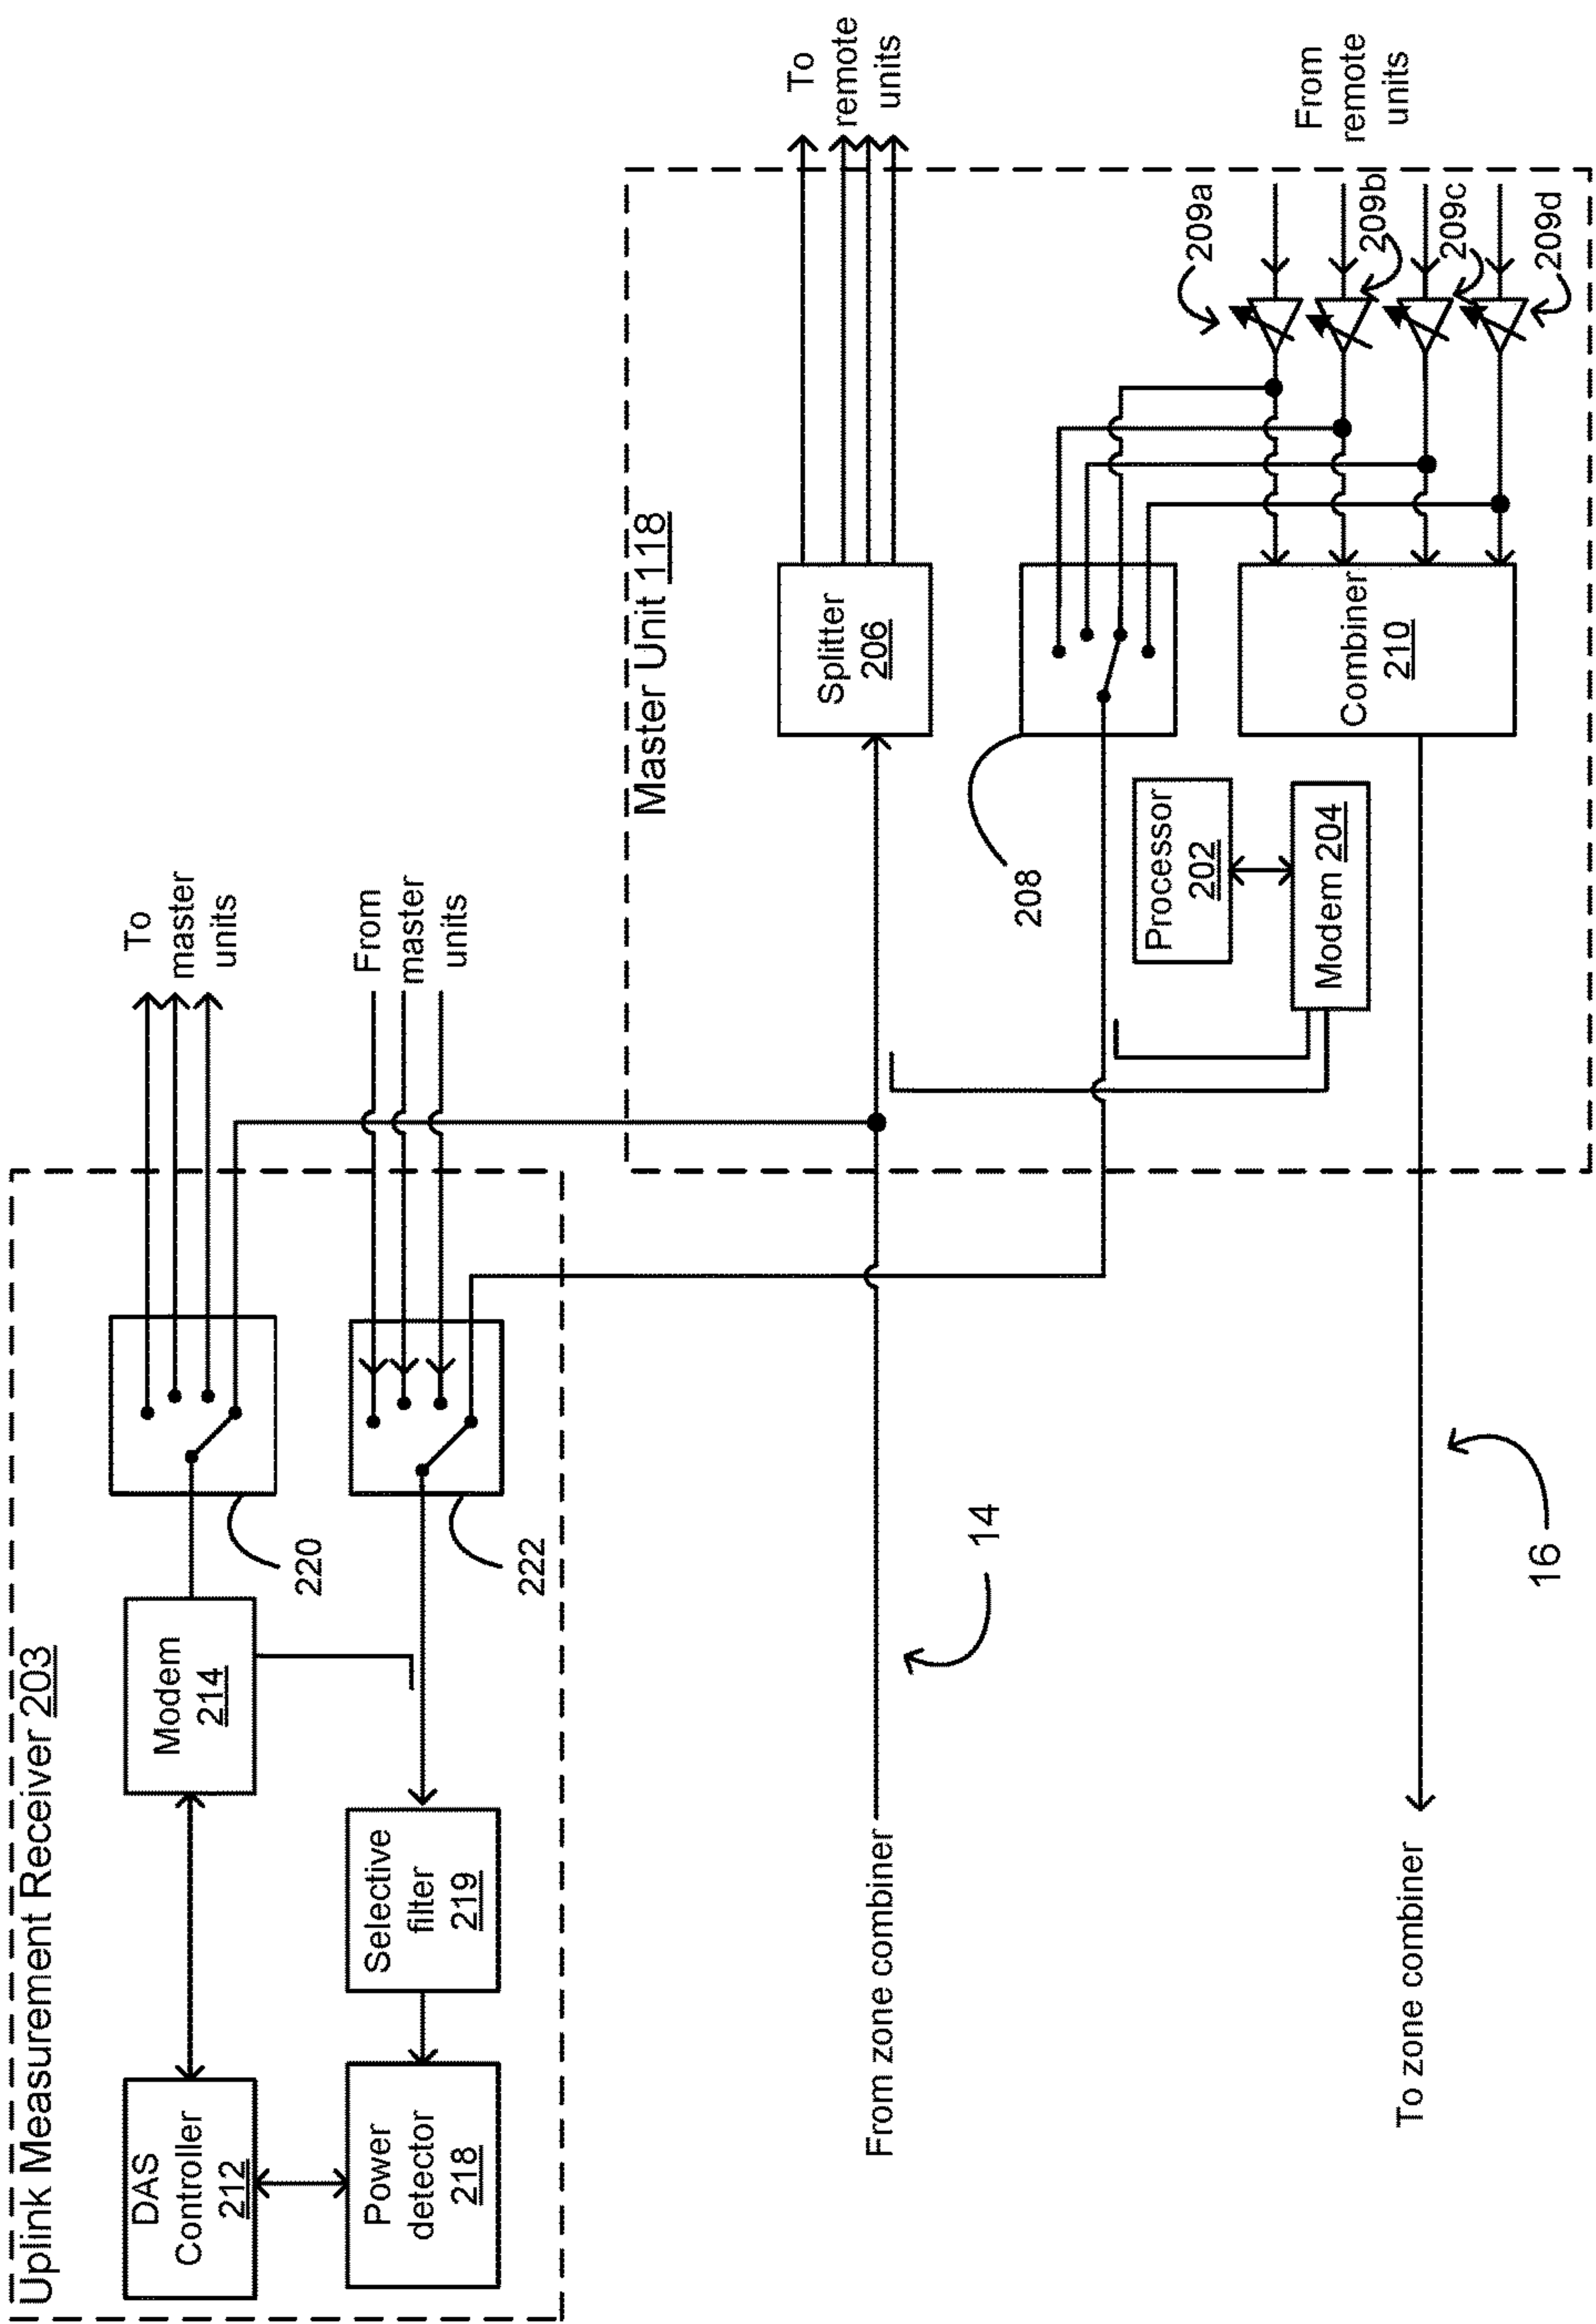 Uplink Measurement Receiver 203
DAS
Controller
212
Modem
214
220
To
master
units
Power
detector
218
Selective
filter
219
222
From
master
units
Master Unit 118
From zone combiner
14
Splitter
206
To
remote
units
208
Processor
202
Modem 204
Combiner
210
209a
209b
209c
209d
From
remote
units
To zone combiner
16